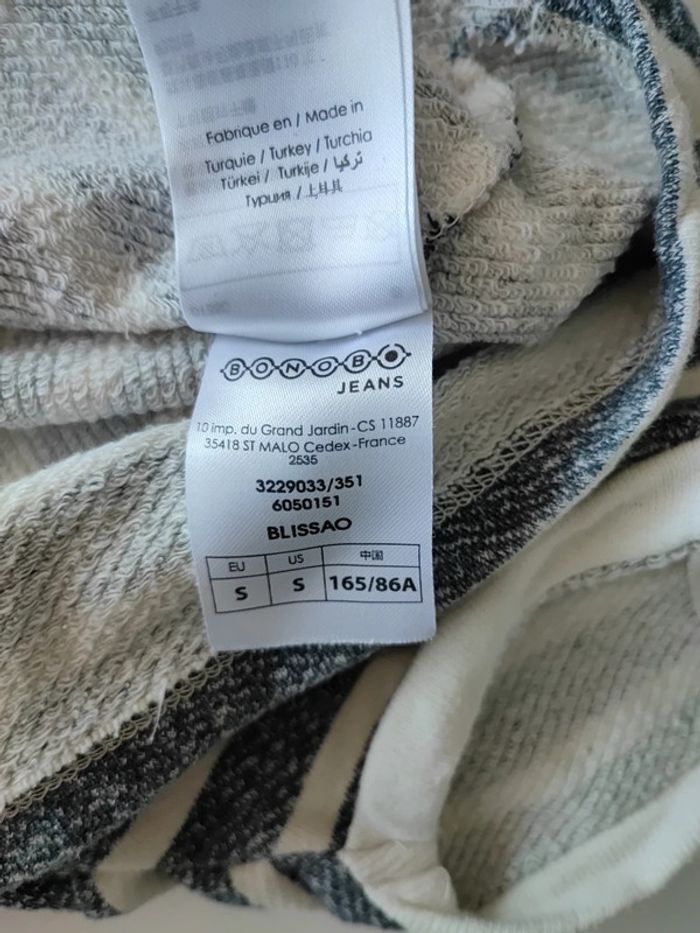 Fabrique en / Made in
Turquie / Turkey / Turchia
Türkei / Turkije / تركيا
Турция / 土耳其
BONOBO
JEANS
10 imp. du Grand Jardin-CS 11887
35418 ST MALO Cedex-France
2535
3229033/351
6050151
BLISSAO
EU US 中国
S S 165/86A